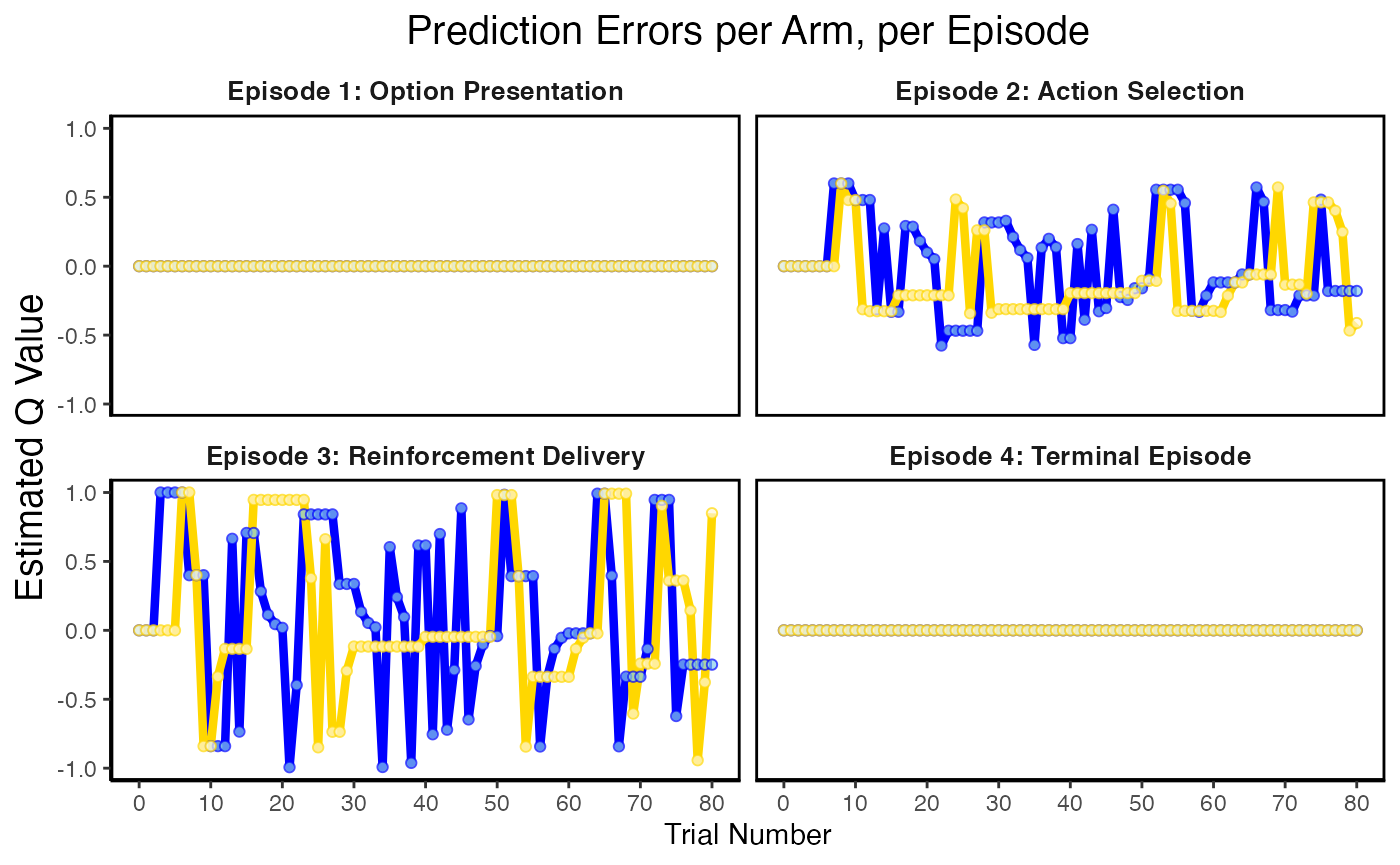 Prediction Errors per Arm, per Episode
Episode 1: Option Presentation
Episode 2: Action Selection
1.0
0.5
0.0
-0.5
-1.0
Estimated Q Value
Episode 3: Reinforcement Delivery
Episode 4: Terminal Episode
1.0
0.5
0.0
-0.5
-1.0
0 10 20 30 40 50 60 70 80
0 10 20 30 40 50 60 70 80
Trial Number